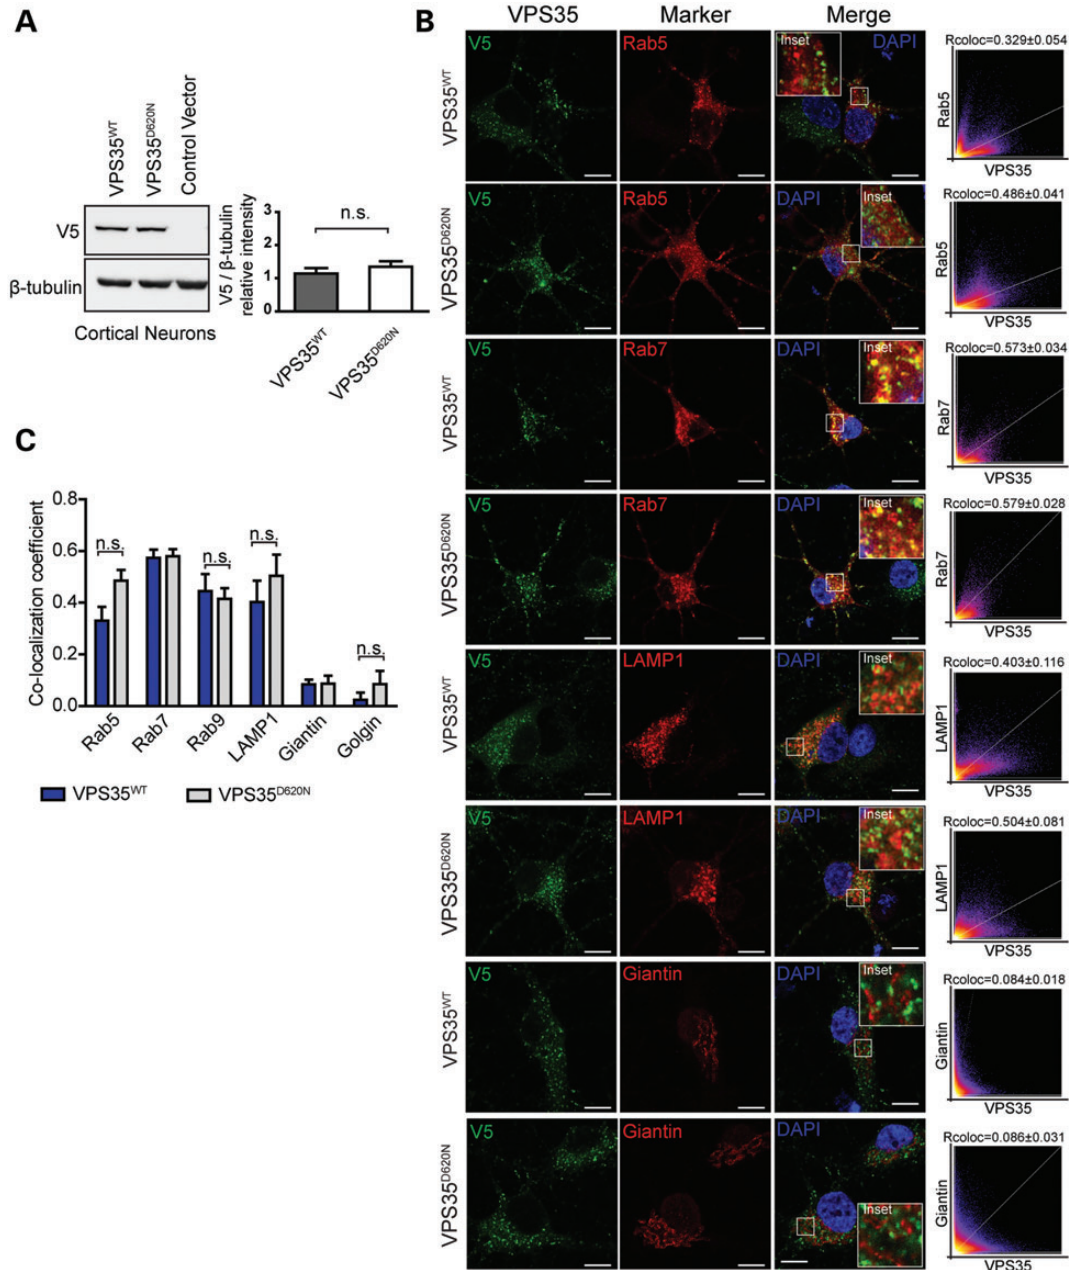 A
VPS35WT
VPS35D620N
Control Vector
V5
β-tubulin
Cortical Neurons
V5 / β-tubulin
relative intensity
3
2
1
0
n.s.
VPS35WT
VPS35D620N
B
VPS35
Marker
Merge
VPS35WT
V5
Rab5
Inset
DAPI
Rcoloc=0.329±0.054
Rab5
VPS35
VPS35D620N
V5
Rab5
DAPI
Inset
Rcoloc=0.486±0.041
Rab5
VPS35
VPS35WT
V5
Rab7
DAPI
Inset
Rcoloc=0.573±0.034
Rab7
VPS35
VPS35D620N
V5
Rab7
DAPI
Inset
Rcoloc=0.579±0.028
Rab7
VPS35
VPS35WT
V5
LAMP1
DAPI
Inset
Rcoloc=0.403±0.116
LAMP1
VPS35
VPS35D620N
V5
LAMP1
DAPI
Inset
Rcoloc=0.504±0.081
LAMP1
VPS35
VPS35WT
V5
Giantin
DAPI
Inset
Rcoloc=0.084±0.018
Giantin
VPS35
VPS35D620N
V5
Giantin
DAPI
Inset
Rcoloc=0.086±0.031
Giantin
VPS35
C
Co-localization coefficient
0.8
0.6
0.4
0.2
0.0
n.s.
n.s.
n.s.
n.s.
Rab5
Rab7
Rab9
LAMP1
Giantin
Golgin
VPS35WT
VPS35D620N